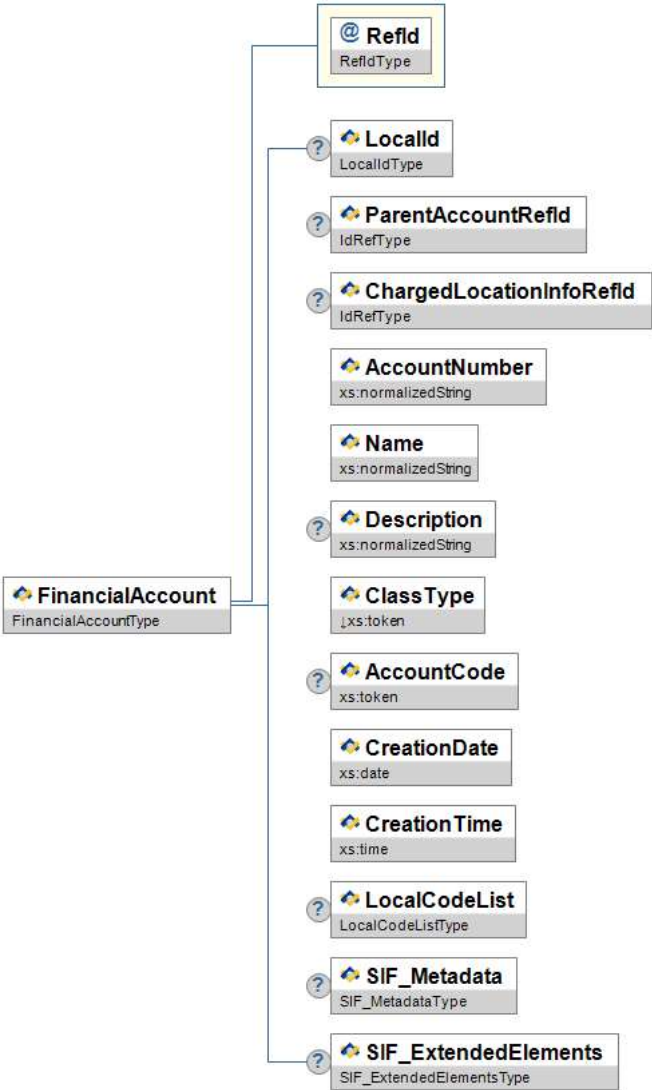 @ RefId
RefIdType
? LocalId
LocalIdType
? ParentAccountRefId
IdRefType
? ChargedLocationInfoRefId
IdRefType
AccountNumber
xs:normalizedString
Name
xs:normalizedString
? Description
xs:normalizedString
FinancialAccount
FinancialAccountType
ClassType
↓xs:token
? AccountCode
xs:token
CreationDate
xs:date
CreationTime
xs:time
? LocalCodeList
LocalCodeListType
? SIF_Metadata
SIF_MetadataType
? SIF_ExtendedElements
SIF_ExtendedElementsType